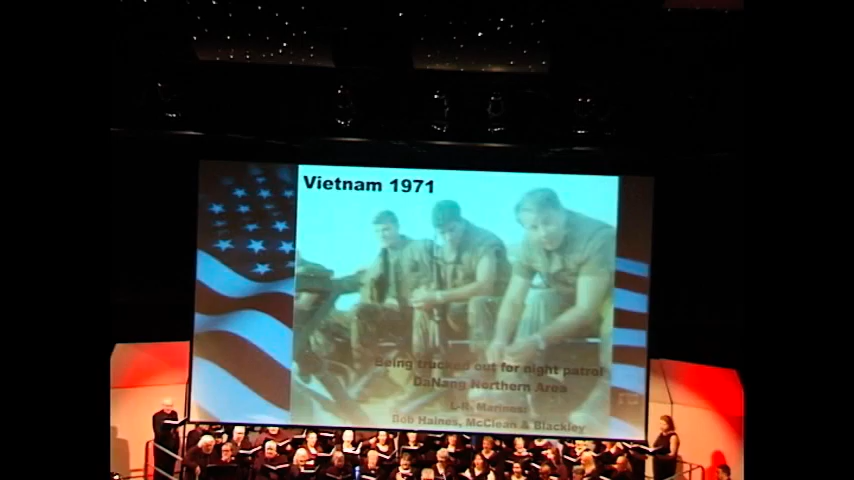 Vietnam 1971
Being trucked out for night patrol
DaNang Northern Area
L-R. Marines:
Bob Haines, McClean & Blackley